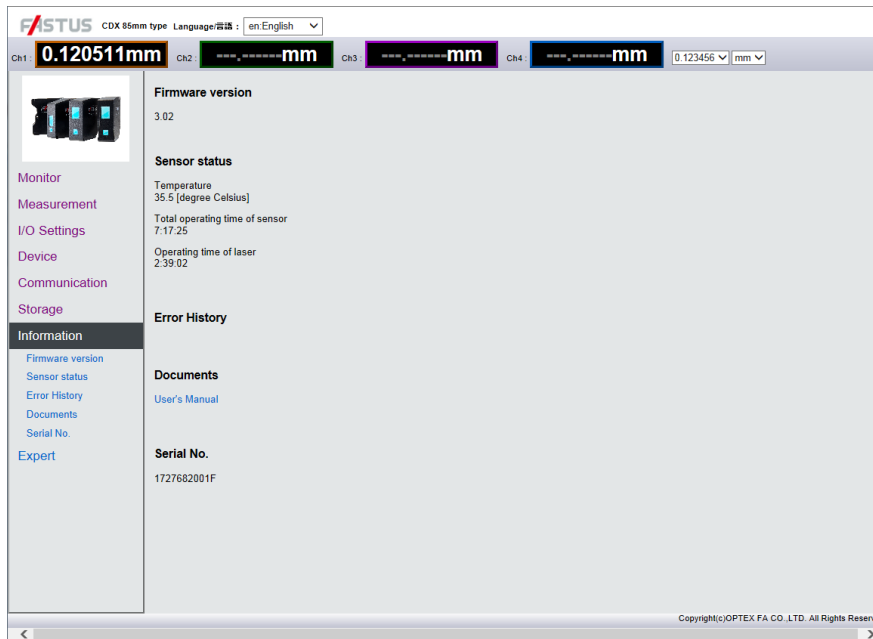 FASTUS CDX 85mm type Language/言語 : en:English
Ch1 : 0.120511mm Ch2 : ---.------mm Ch3 : ---.------mm Ch4 : ---.------mm 0.123456 mm
Monitor
Measurement
I/O Settings
Device
Communication
Storage
Information
Firmware version
Sensor status
Error History
Documents
Serial No.
Expert
Firmware version
3.02
Sensor status
Temperature
35.5 [degree Celsius]
Total operating time of sensor
7:17:25
Operating time of laser
2:39:02
Error History
Documents
User's Manual
Serial No.
1727682001F
Copyright(c)OPTEX FA CO.,LTD. All Rights Reser